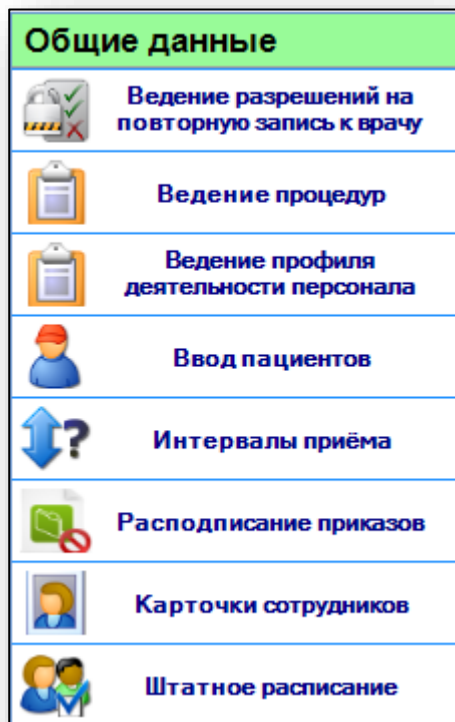 Общие данные
Ведение разрешений на
повторную запись к врачу
Ведение процедур
Ведение профиля
деятельности персонала
Ввод пациентов
Интервалы приёма
Расподписание приказов
Карточки сотрудников
Штатное расписание